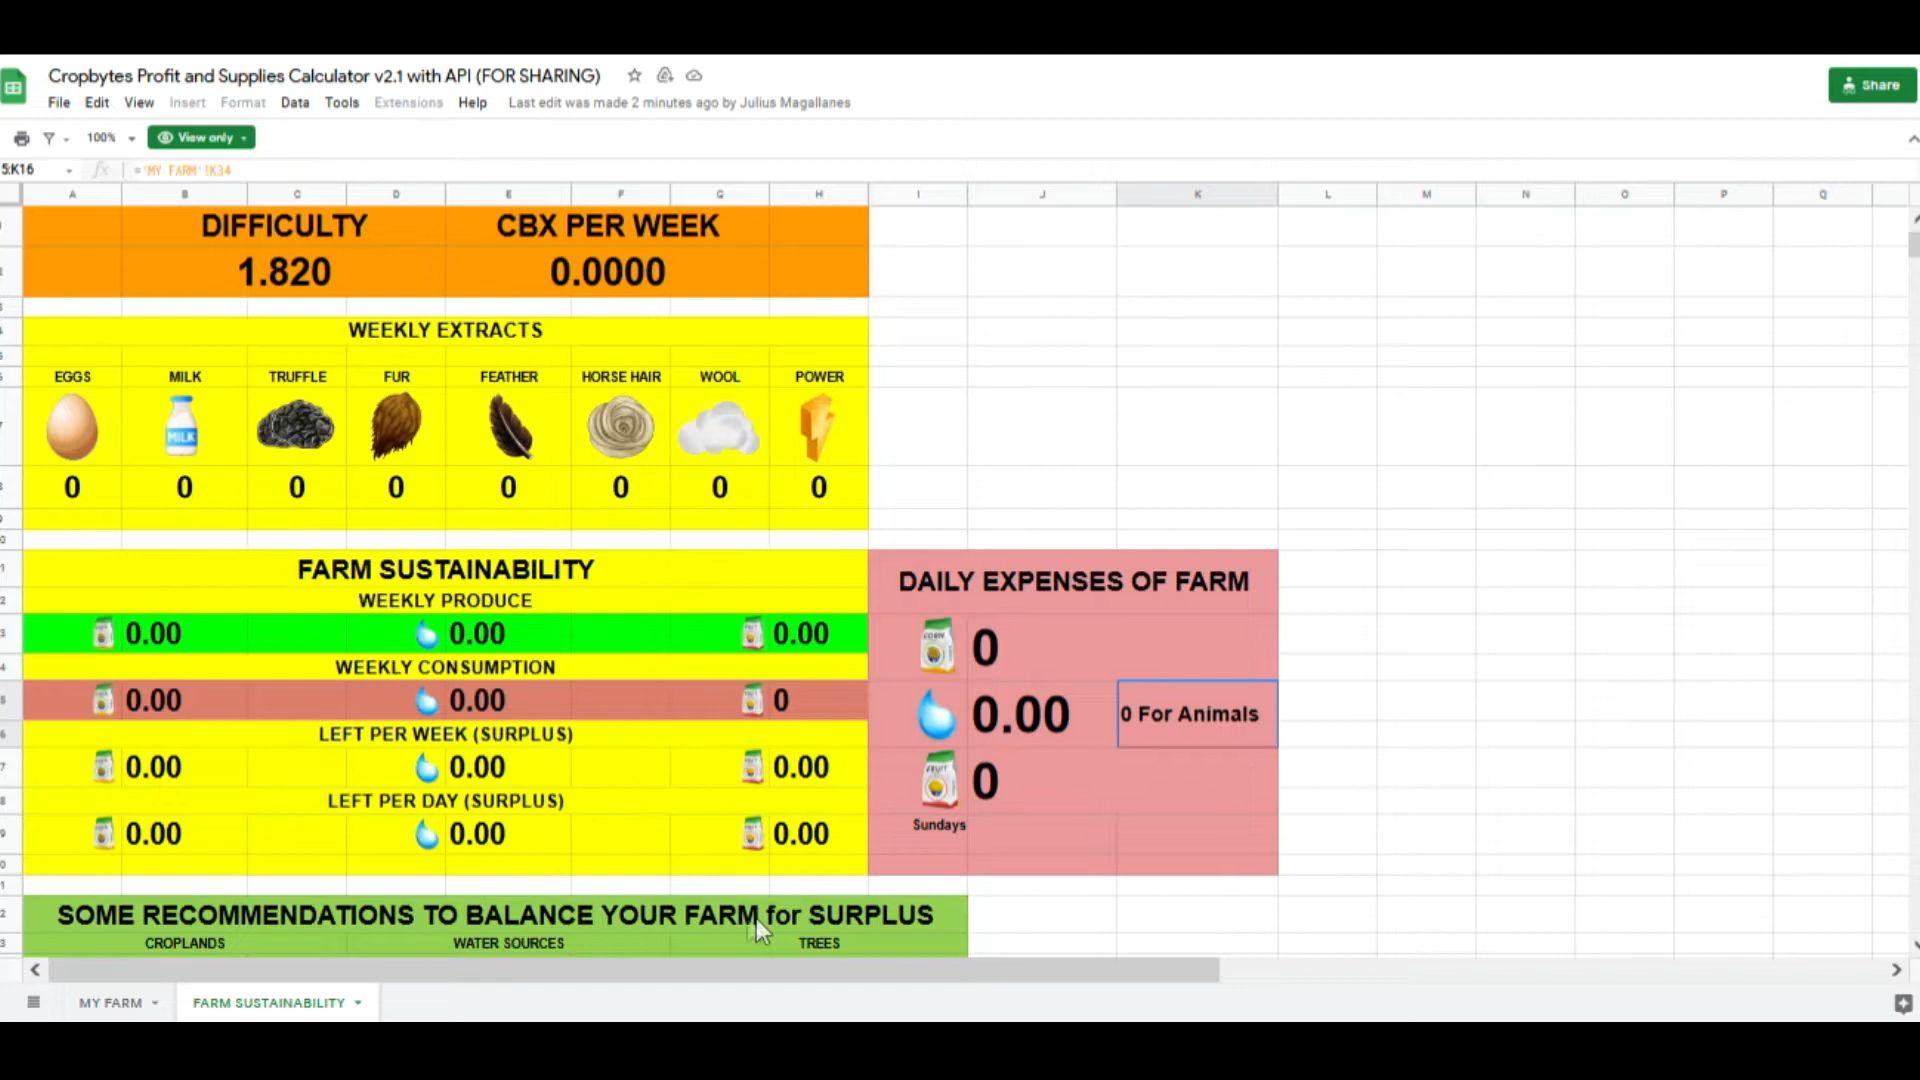 Cropbytes Profit and Supplies Calculator v2.1 with API (FOR SHARING)
File Edit View Insert Format Data Tools Extensions Help Last edit was made 2 minutes ago by Julius Magallanes
Share
100% View only
5:K16 fx ='MY FARM'!K34
A B C D E F G H I J K L M N O P Q
DIFFICULTY CBX PER WEEK
1.820 0.0000
WEEKLY EXTRACTS
EGGS MILK TRUFFLE FUR FEATHER HORSE HAIR WOOL POWER
MILK
0 0 0 0 0 0 0 0
FARM SUSTAINABILITY
WEEKLY PRODUCE
0.00 0.00 0.00
WEEKLY CONSUMPTION
0.00 0.00 0
LEFT PER WEEK (SURPLUS)
0.00 0.00 0.00
LEFT PER DAY (SURPLUS)
0.00 0.00 0.00
DAILY EXPENSES OF FARM
CORN 0
0.00 0 For Animals
FRUIT 0
Sundays
SOME RECOMMENDATIONS TO BALANCE YOUR FARM for SURPLUS
CROPLANDS WATER SOURCES TREES
MY FARM FARM SUSTAINABILITY